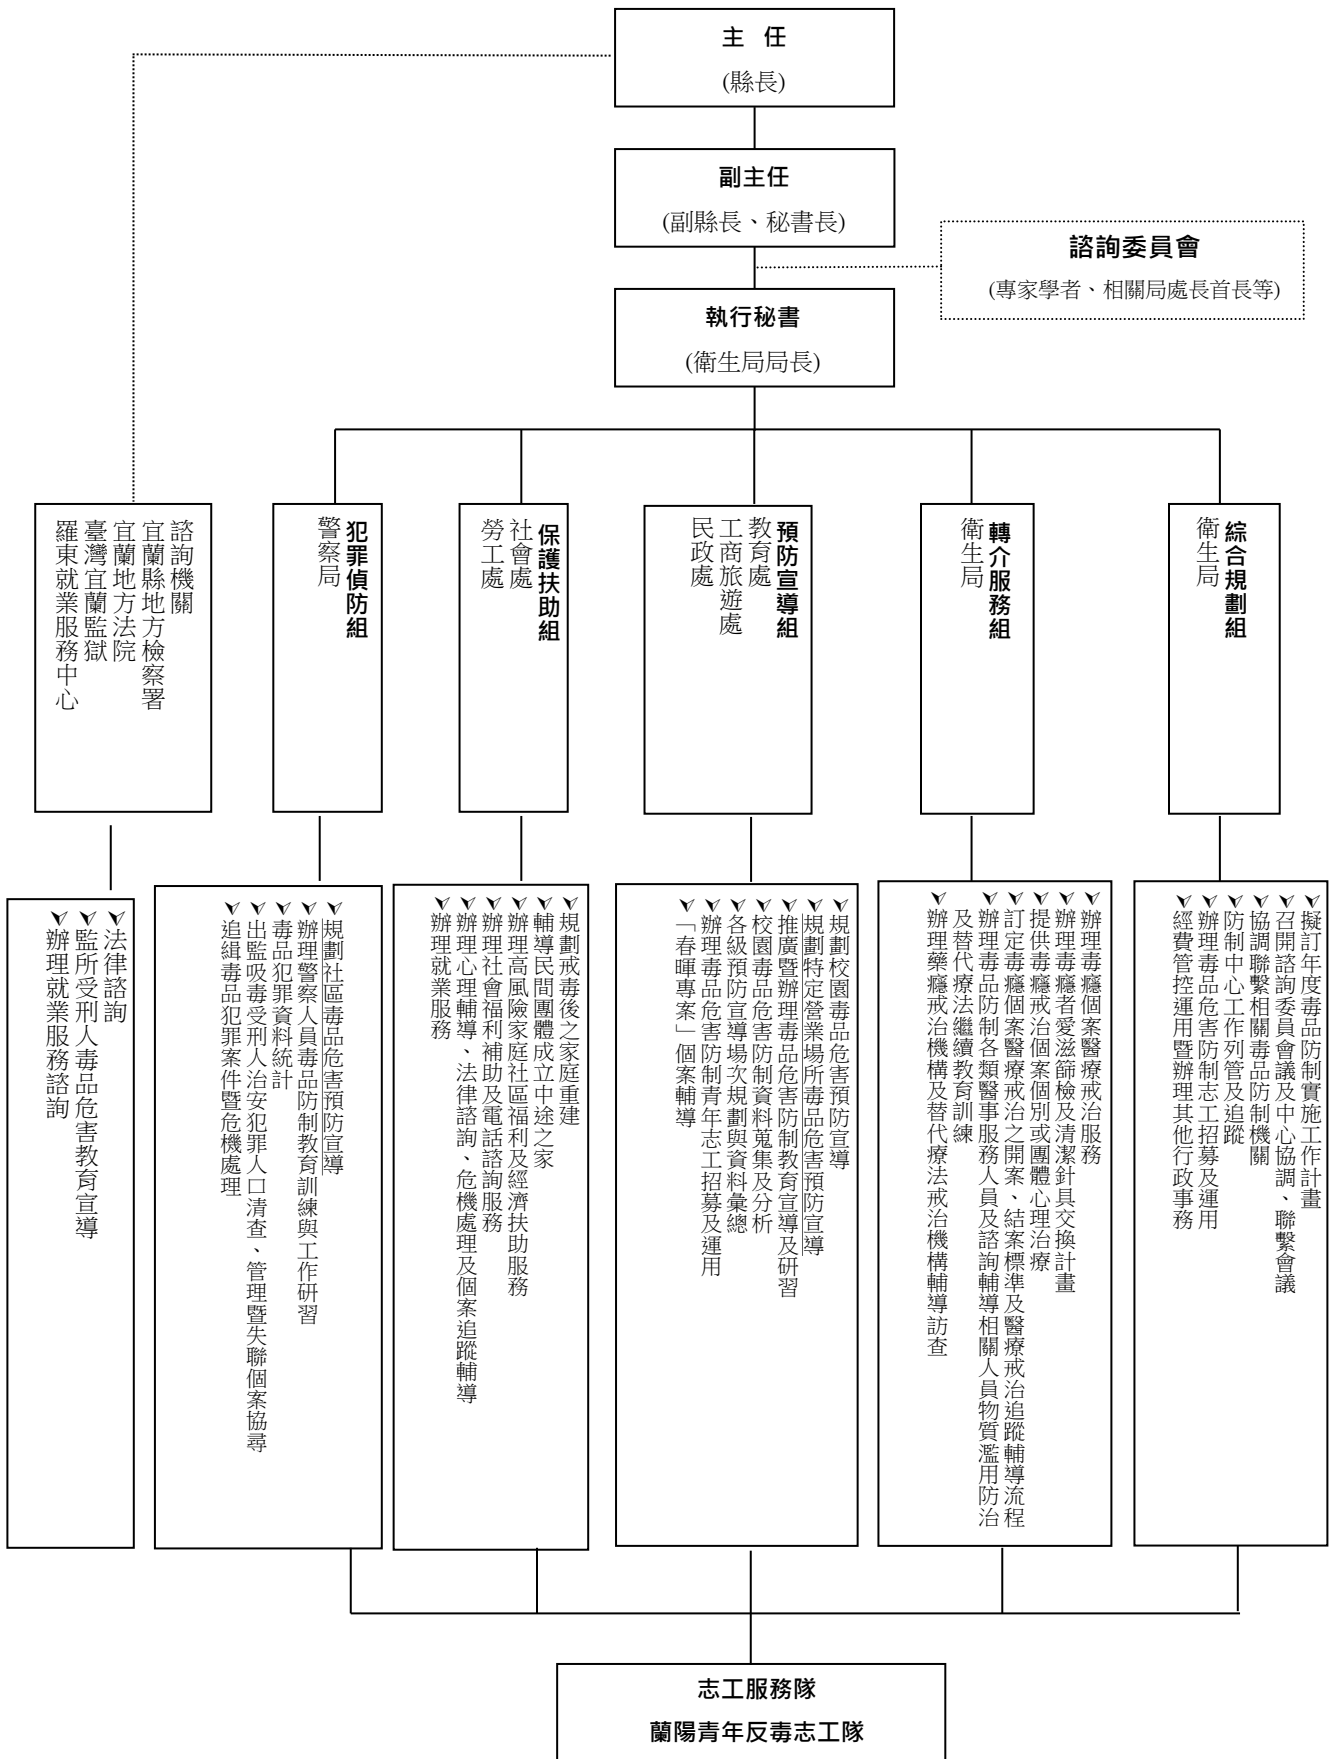 主 任
(縣長)
副主任
(副縣長、秘書長)
諮詢委員會
(專家學者、相關局處長首長等)
執行秘書
(衛生局局長)
綜合規劃組
衛生局
轉介服務組
衛生局
預防宣導組
教育處
工商旅遊處
民政處
保護扶助組
社會處
勞工處
犯罪偵防組
警察局
諮詢機關
宜蘭縣地方檢察署
宜蘭地方法院
臺灣宜蘭監獄
羅東就業服務中心
擬訂年度毒品防制實施工作計畫
召開諮詢委員會會議及中心協調、聯繫會議
協調聯繫相關毒品防制機關
防制中心工作列管及追蹤
辦理毒品危害防制志工招募及運用
經費管控運用暨辦理其他行政事務
辦理毒癮個案醫療戒治服務
辦理毒癮者愛滋篩檢及清潔針具交換計畫
提供毒癮戒治個案個別或團體心理治療
訂定毒癮個案醫療戒治之開案、結案標準及醫療戒治追蹤輔導流程
辦理毒品防制各類醫事服務人員及諮詢輔導相關人員物質濫用防治
及替代療法繼續教育訓練
辦理藥癮戒治機構及替代療法戒治機構輔導訪查
規劃校園毒品危害預防宣導
規劃特定營業場所毒品危害預防宣導
推廣暨辦理毒品危害防制教育宣導及研習
校園毒品危害防制資料蒐集及分析
各級預防宣導場次規劃與資料彙總
辦理毒品危害防制青年志工招募及運用
「春暉專案」個案輔導
規劃戒毒後之家庭重建
輔導民間團體成立中途之家
辦理高風險家庭社區福利及經濟扶助服務
辦理社會福利補助及電話諮詢服務
辦理心理輔導、法律諮詢、危機處理及個案追蹤輔導
辦理就業服務
規劃社區毒品危害預防宣導
辦理警察人員毒品防制教育訓練與工作研習
毒品犯罪資料統計
出監吸毒受刑人治安犯罪人口清查、管理暨失聯個案協尋
追緝毒品犯罪案件暨危機處理
法律諮詢
監所受刑人毒品危害教育宣導
辦理就業服務諮詢
志工服務隊
蘭陽青年反毒志工隊